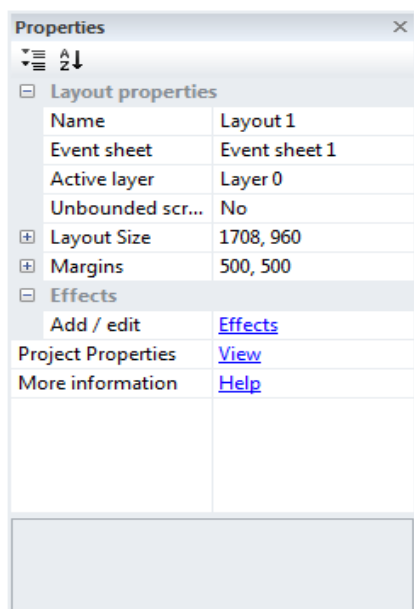 Properties
Layout properties
Name Layout 1
Event sheet Event sheet 1
Active layer Layer 0
Unbounded scr... No
Layout Size 1708, 960
Margins 500, 500
Effects
Add / edit Effects
Project Properties View
More information Help